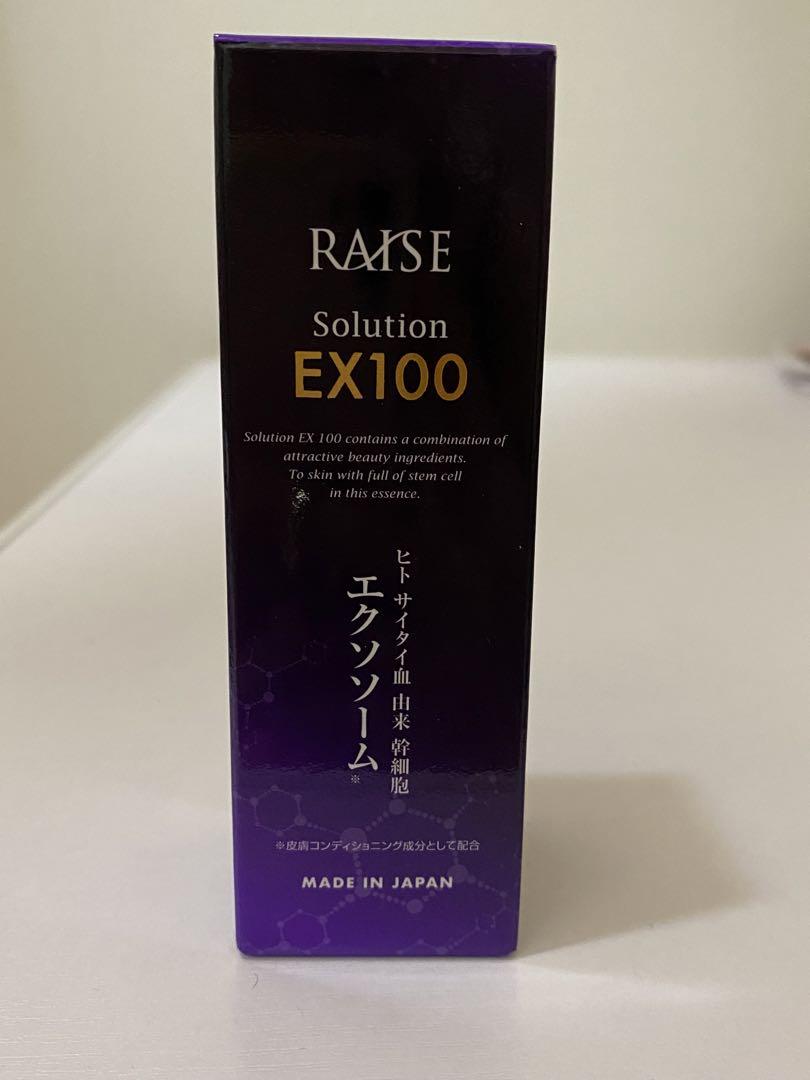 RAISE
Solution
EX100
Solution EX 100 contains a combination of
attractive beauty ingredients.
To skin with full of stem cell
in this essence.
ヒト サイタイ血 由来 幹細胞
エクソソーム※
※皮膚コンディショニング成分として配合
MADE IN JAPAN